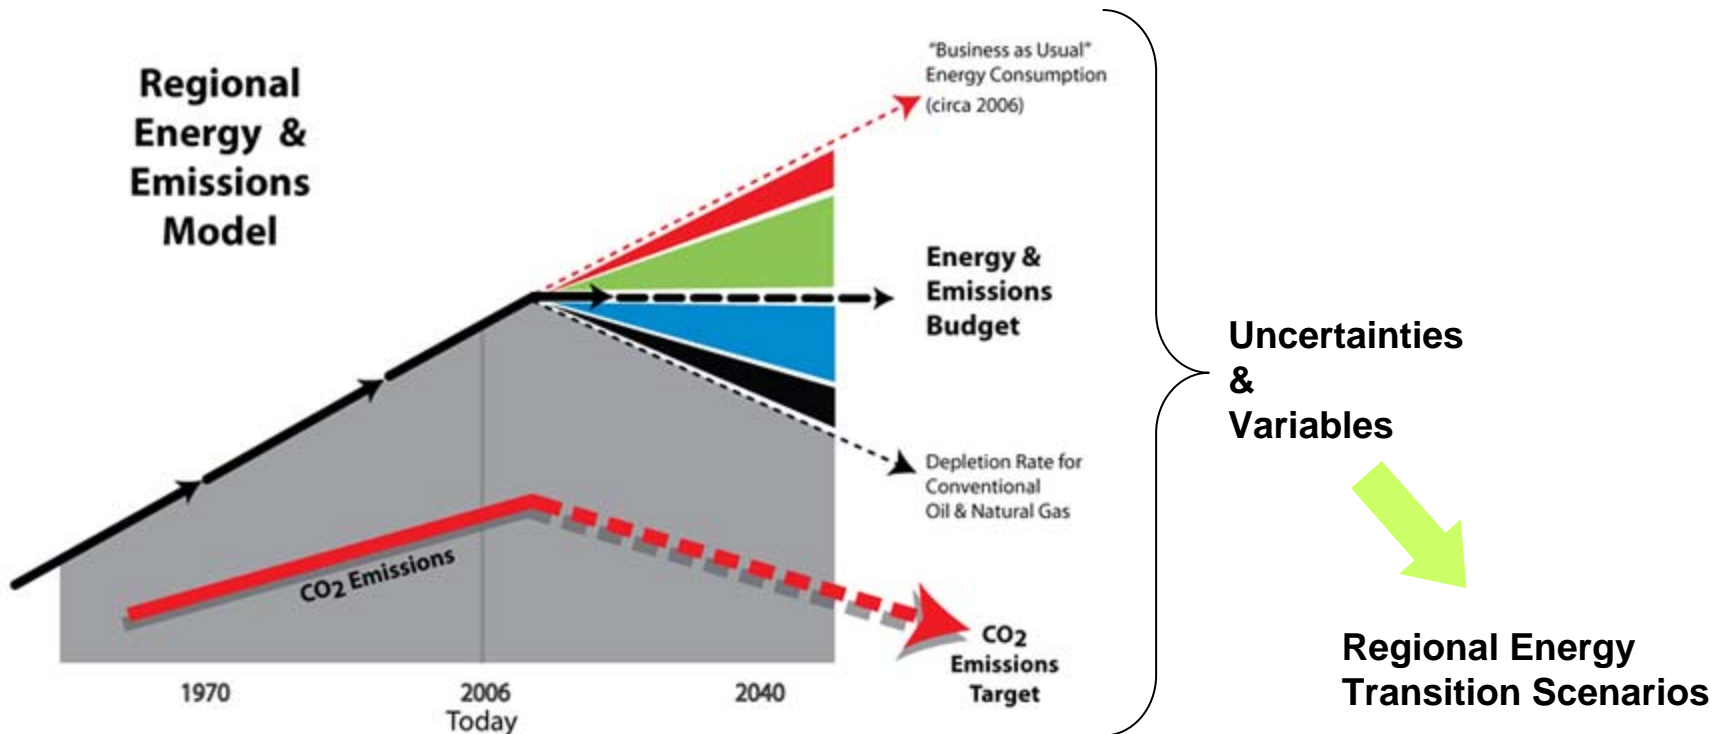 Regional
Energy &
Emissions
Model
"Business as Usual"
Energy Consumption
(circa 2006)
Energy &
Emissions
Budget
Depletion Rate for
Conventional
Oil & Natural Gas
CO2 Emissions
CO2
Emissions
Target
1970
2006
Today
2040
Uncertainties
&
Variables
Regional Energy
Transition Scenarios